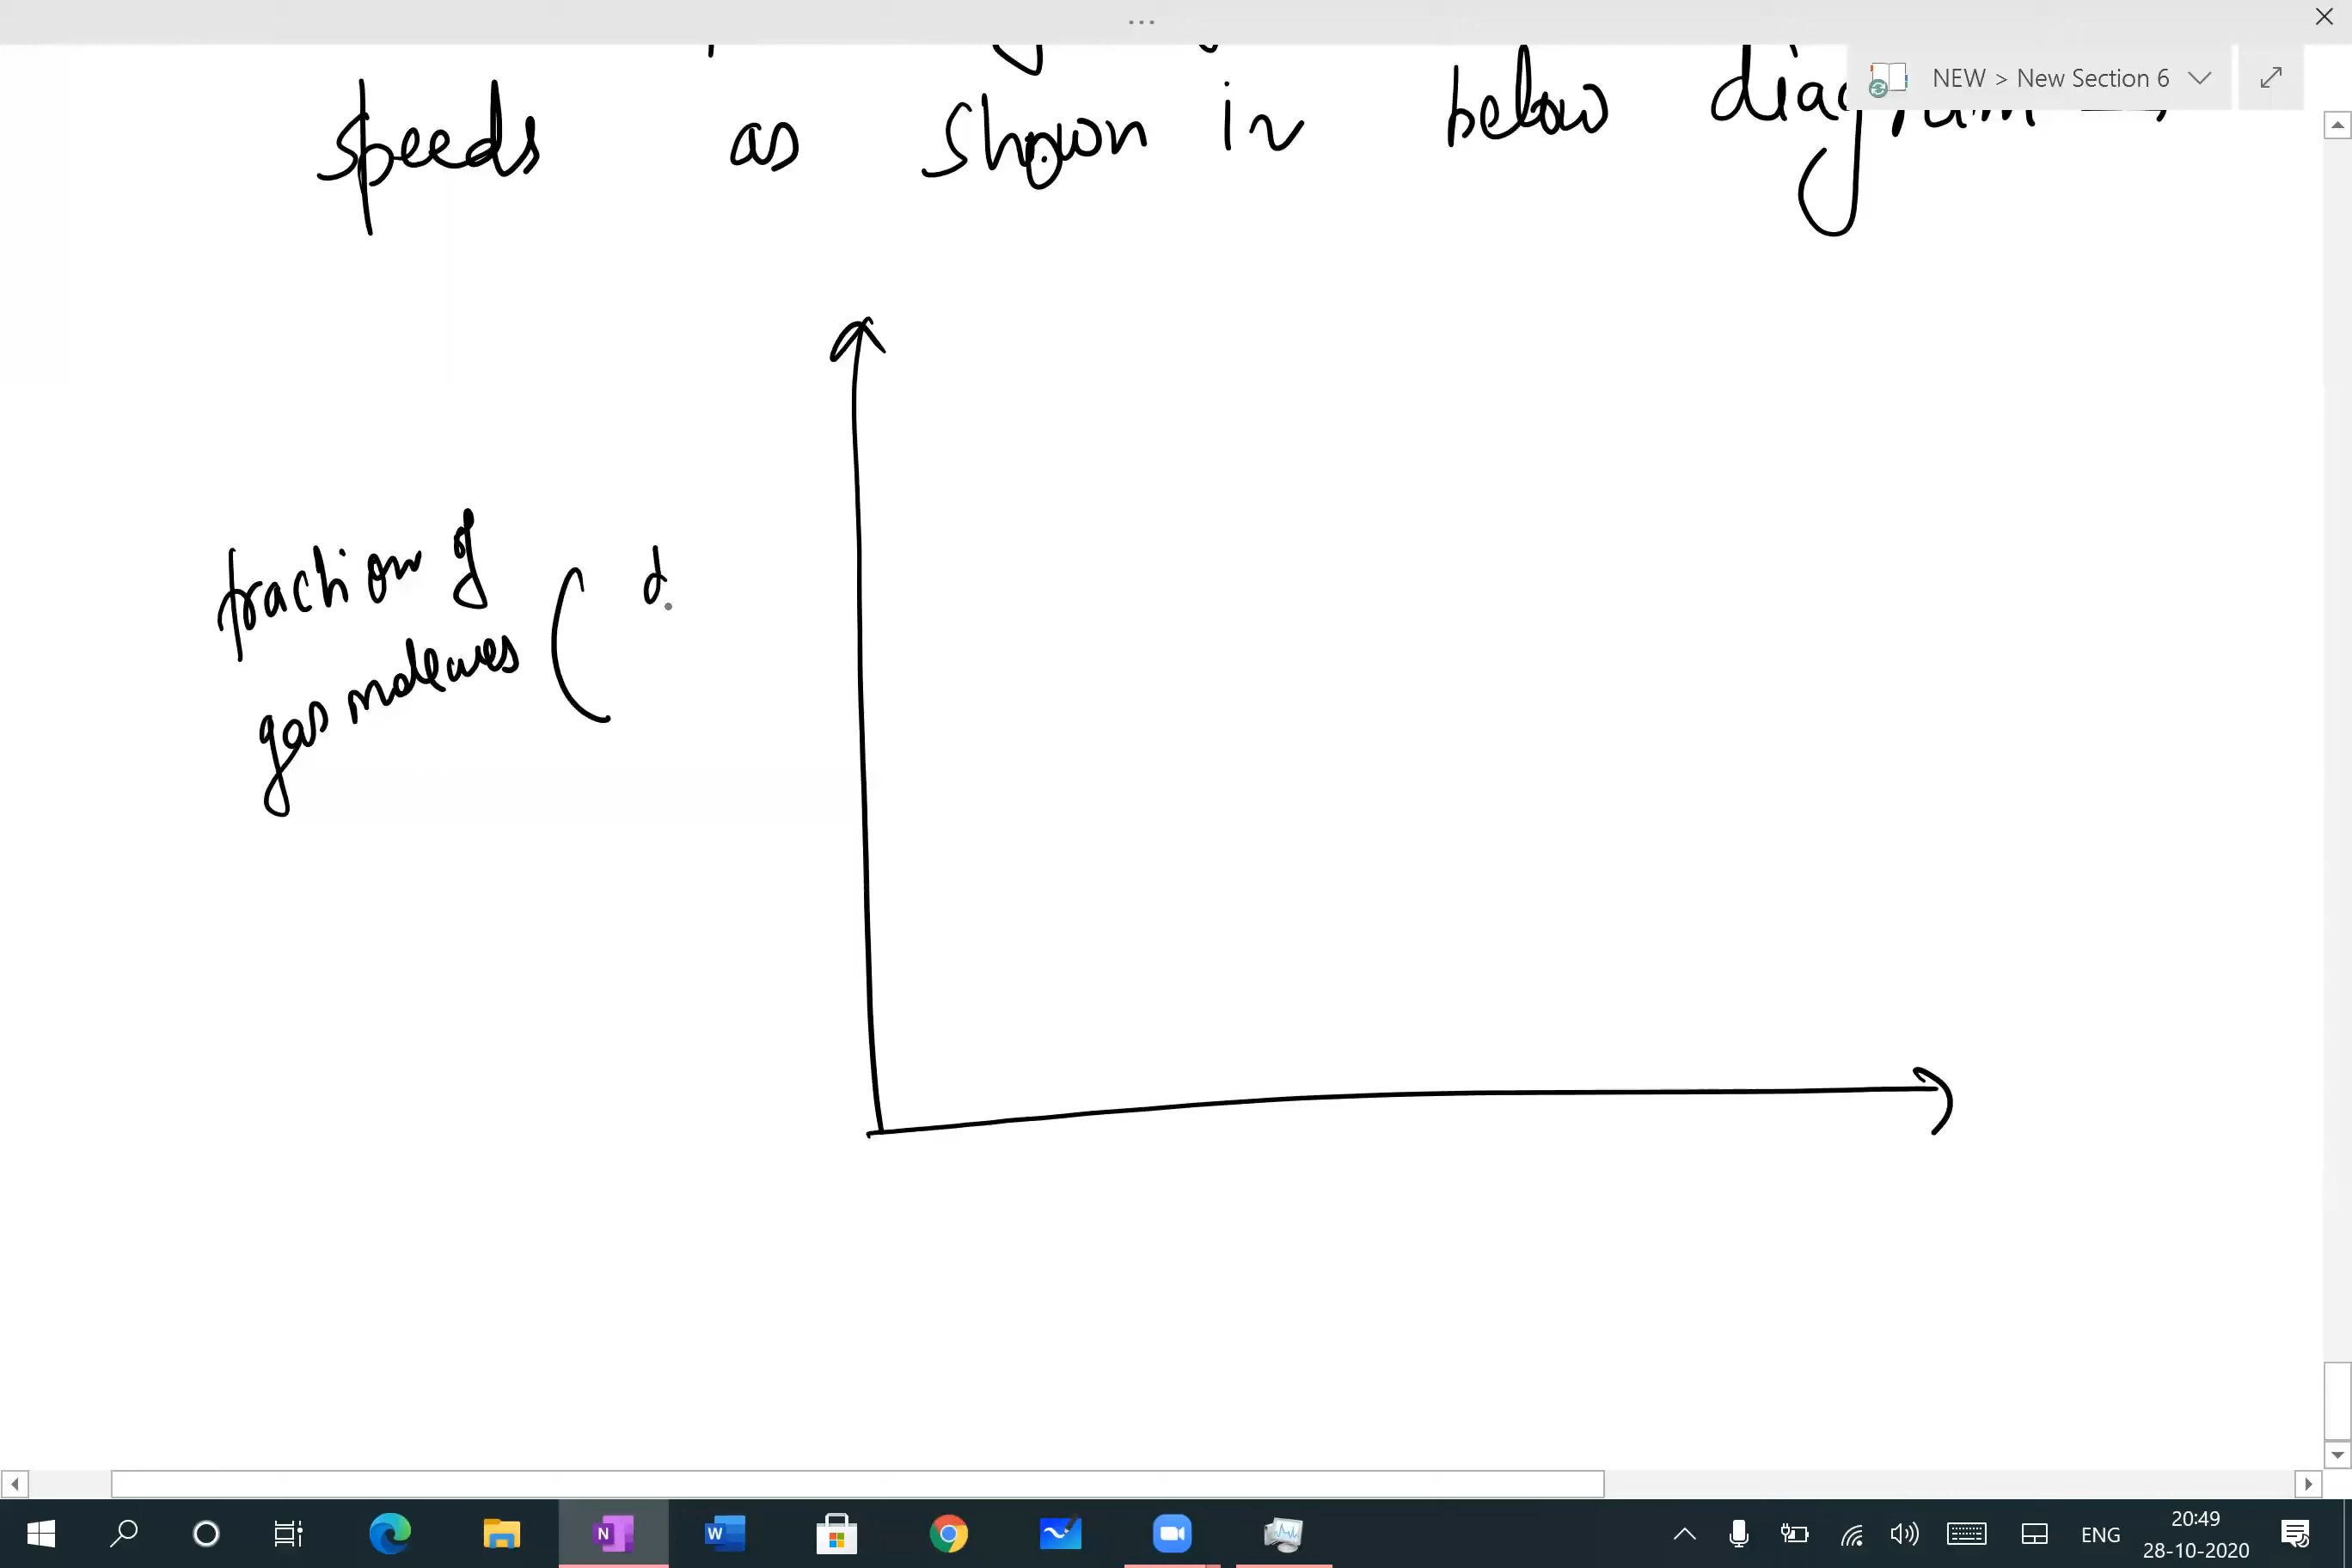 ...
NEW > New Section 6
speeds as shown in below diagram
fraction of
gas molecules ( d
ENG
20:49
28-10-2020